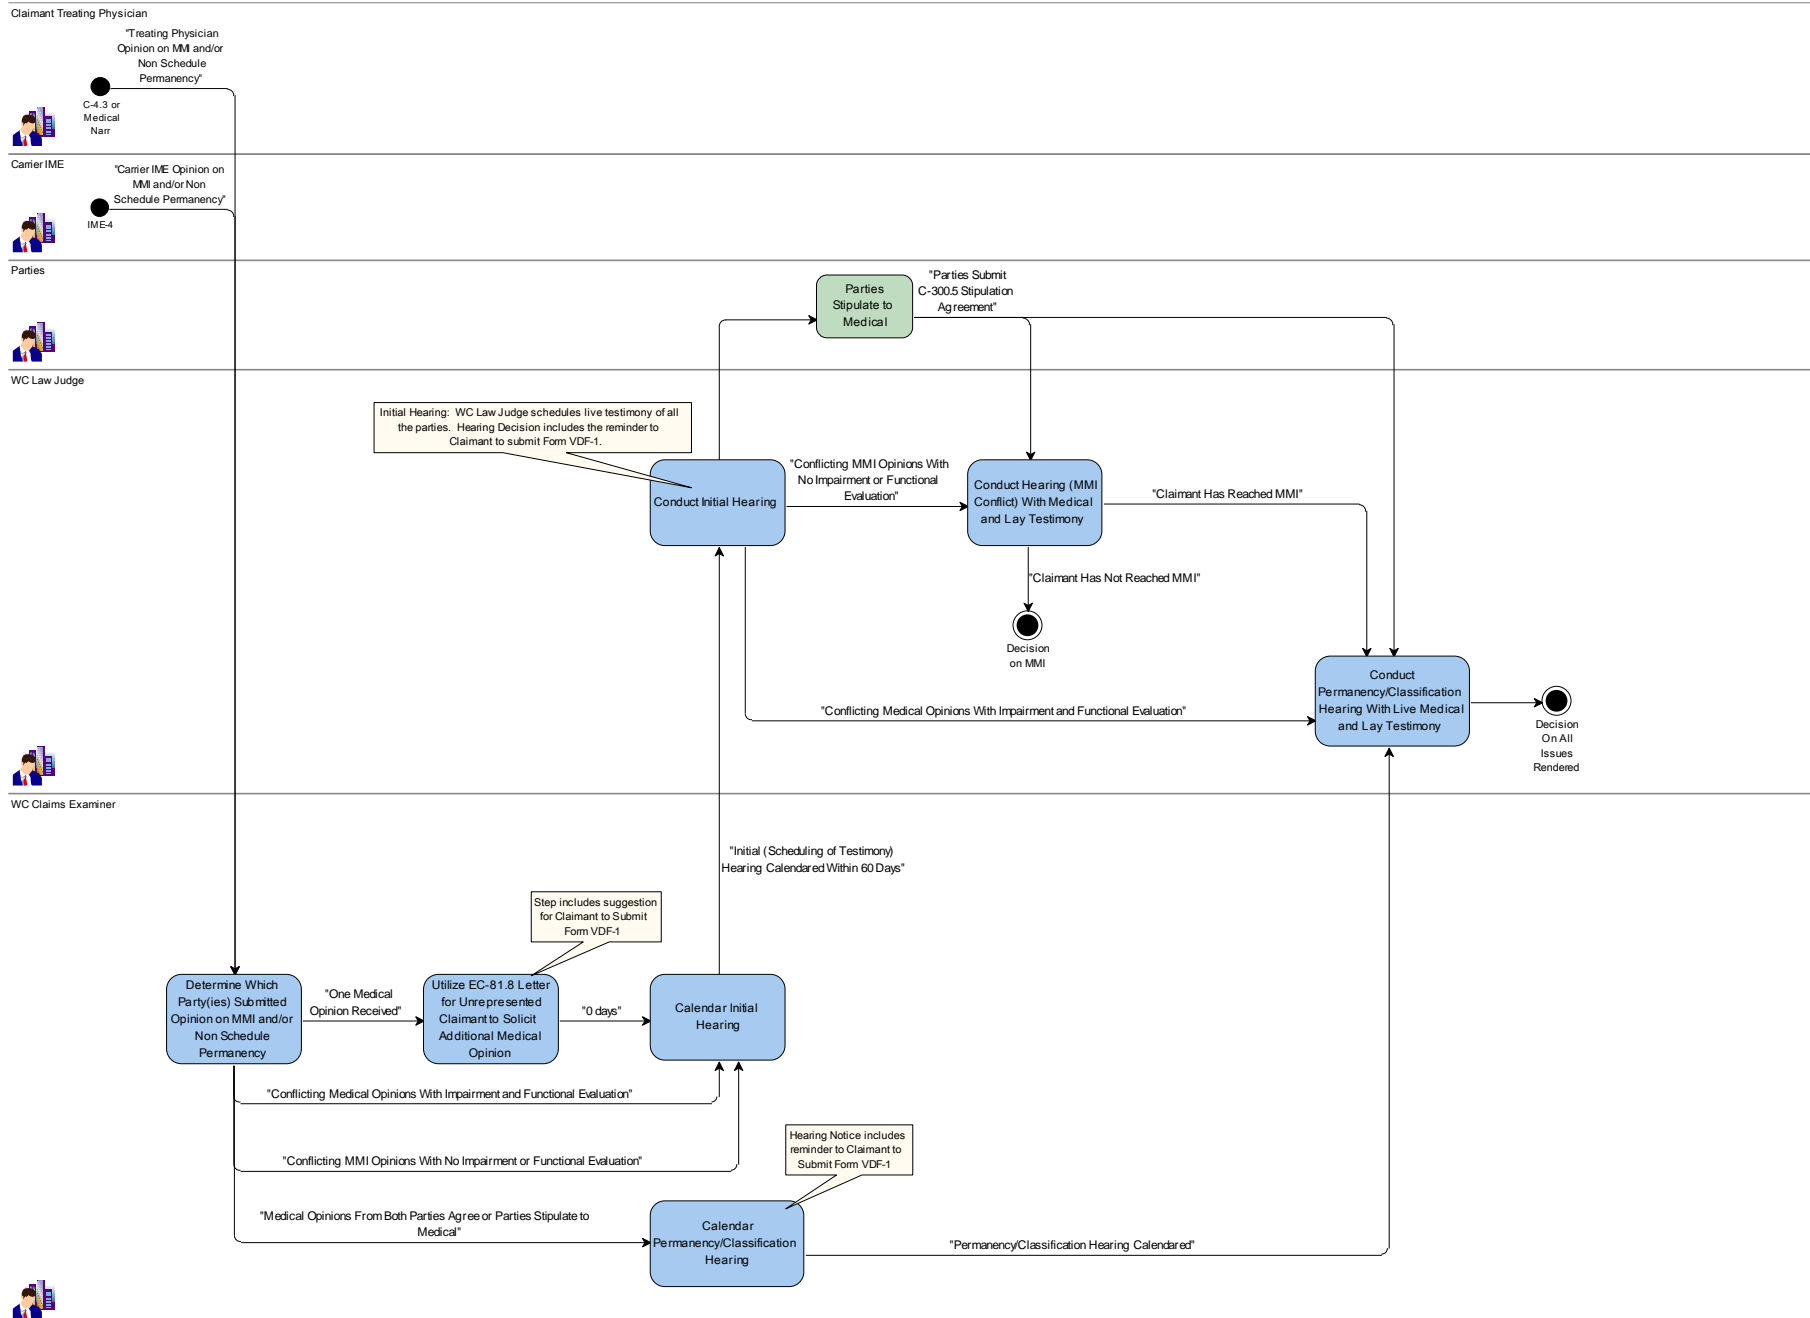 Claimant Treating Physician
"Treating Physician
Opinion on MMI and/or
Non Schedule
Permanency"
C-4.3 or
Medical
Narr
Carrier IME
"Carrier IME Opinion on
MMI and/or Non
Schedule Permanency"
IME-4
Parties
Parties
Stipulate to
Medical
"Parties Submit
C-300.5 Stipulation
Agreement"
WC Law Judge
Initial Hearing: WC Law Judge schedules live testimony of all
the parties. Hearing Decision includes the reminder to
Claimant to submit Form VDF-1.
Conduct Initial Hearing
"Conflicting MMI Opinions With
No Impairment or Functional
Evaluation"
Conduct Hearing (MMI
Conflict) With Medical
and Lay Testimony
"Claimant Has Reached MMI"
"Claimant Has Not Reached MMI"
Decision
on MMI
Conduct
Permanency/Classification
Hearing With Live Medical
and Lay Testimony
"Conflicting Medical Opinions With Impairment and Functional Evaluation"
Decision
On All
Issues
Rendered
WC Claims Examiner
"Initial (Scheduling of Testimony)
Hearing Calendared Within 60 Days"
Step includes suggestion
for Claimant to Submit
Form VDF-1
Determine Which
Party(ies) Submitted
Opinion on MMI and/or
Non Schedule
Permanency
"One Medical
Opinion Received"
Utilize EC-81.8 Letter
for Unrepresented
Claimant to Solicit
Additional Medical
Opinion
"0 days"
Calendar Initial
Hearing
"Conflicting Medical Opinions With Impairment and Functional Evaluation"
"Conflicting MMI Opinions With No Impairment or Functional Evaluation"
Hearing Notice includes
reminder to Claimant to
Submit Form VDF-1
"Medical Opinions From Both Parties Agree or Parties Stipulate to
Medical"
Calendar
Permanency/Classification
Hearing
"Permanency/Classification Hearing Calendared"